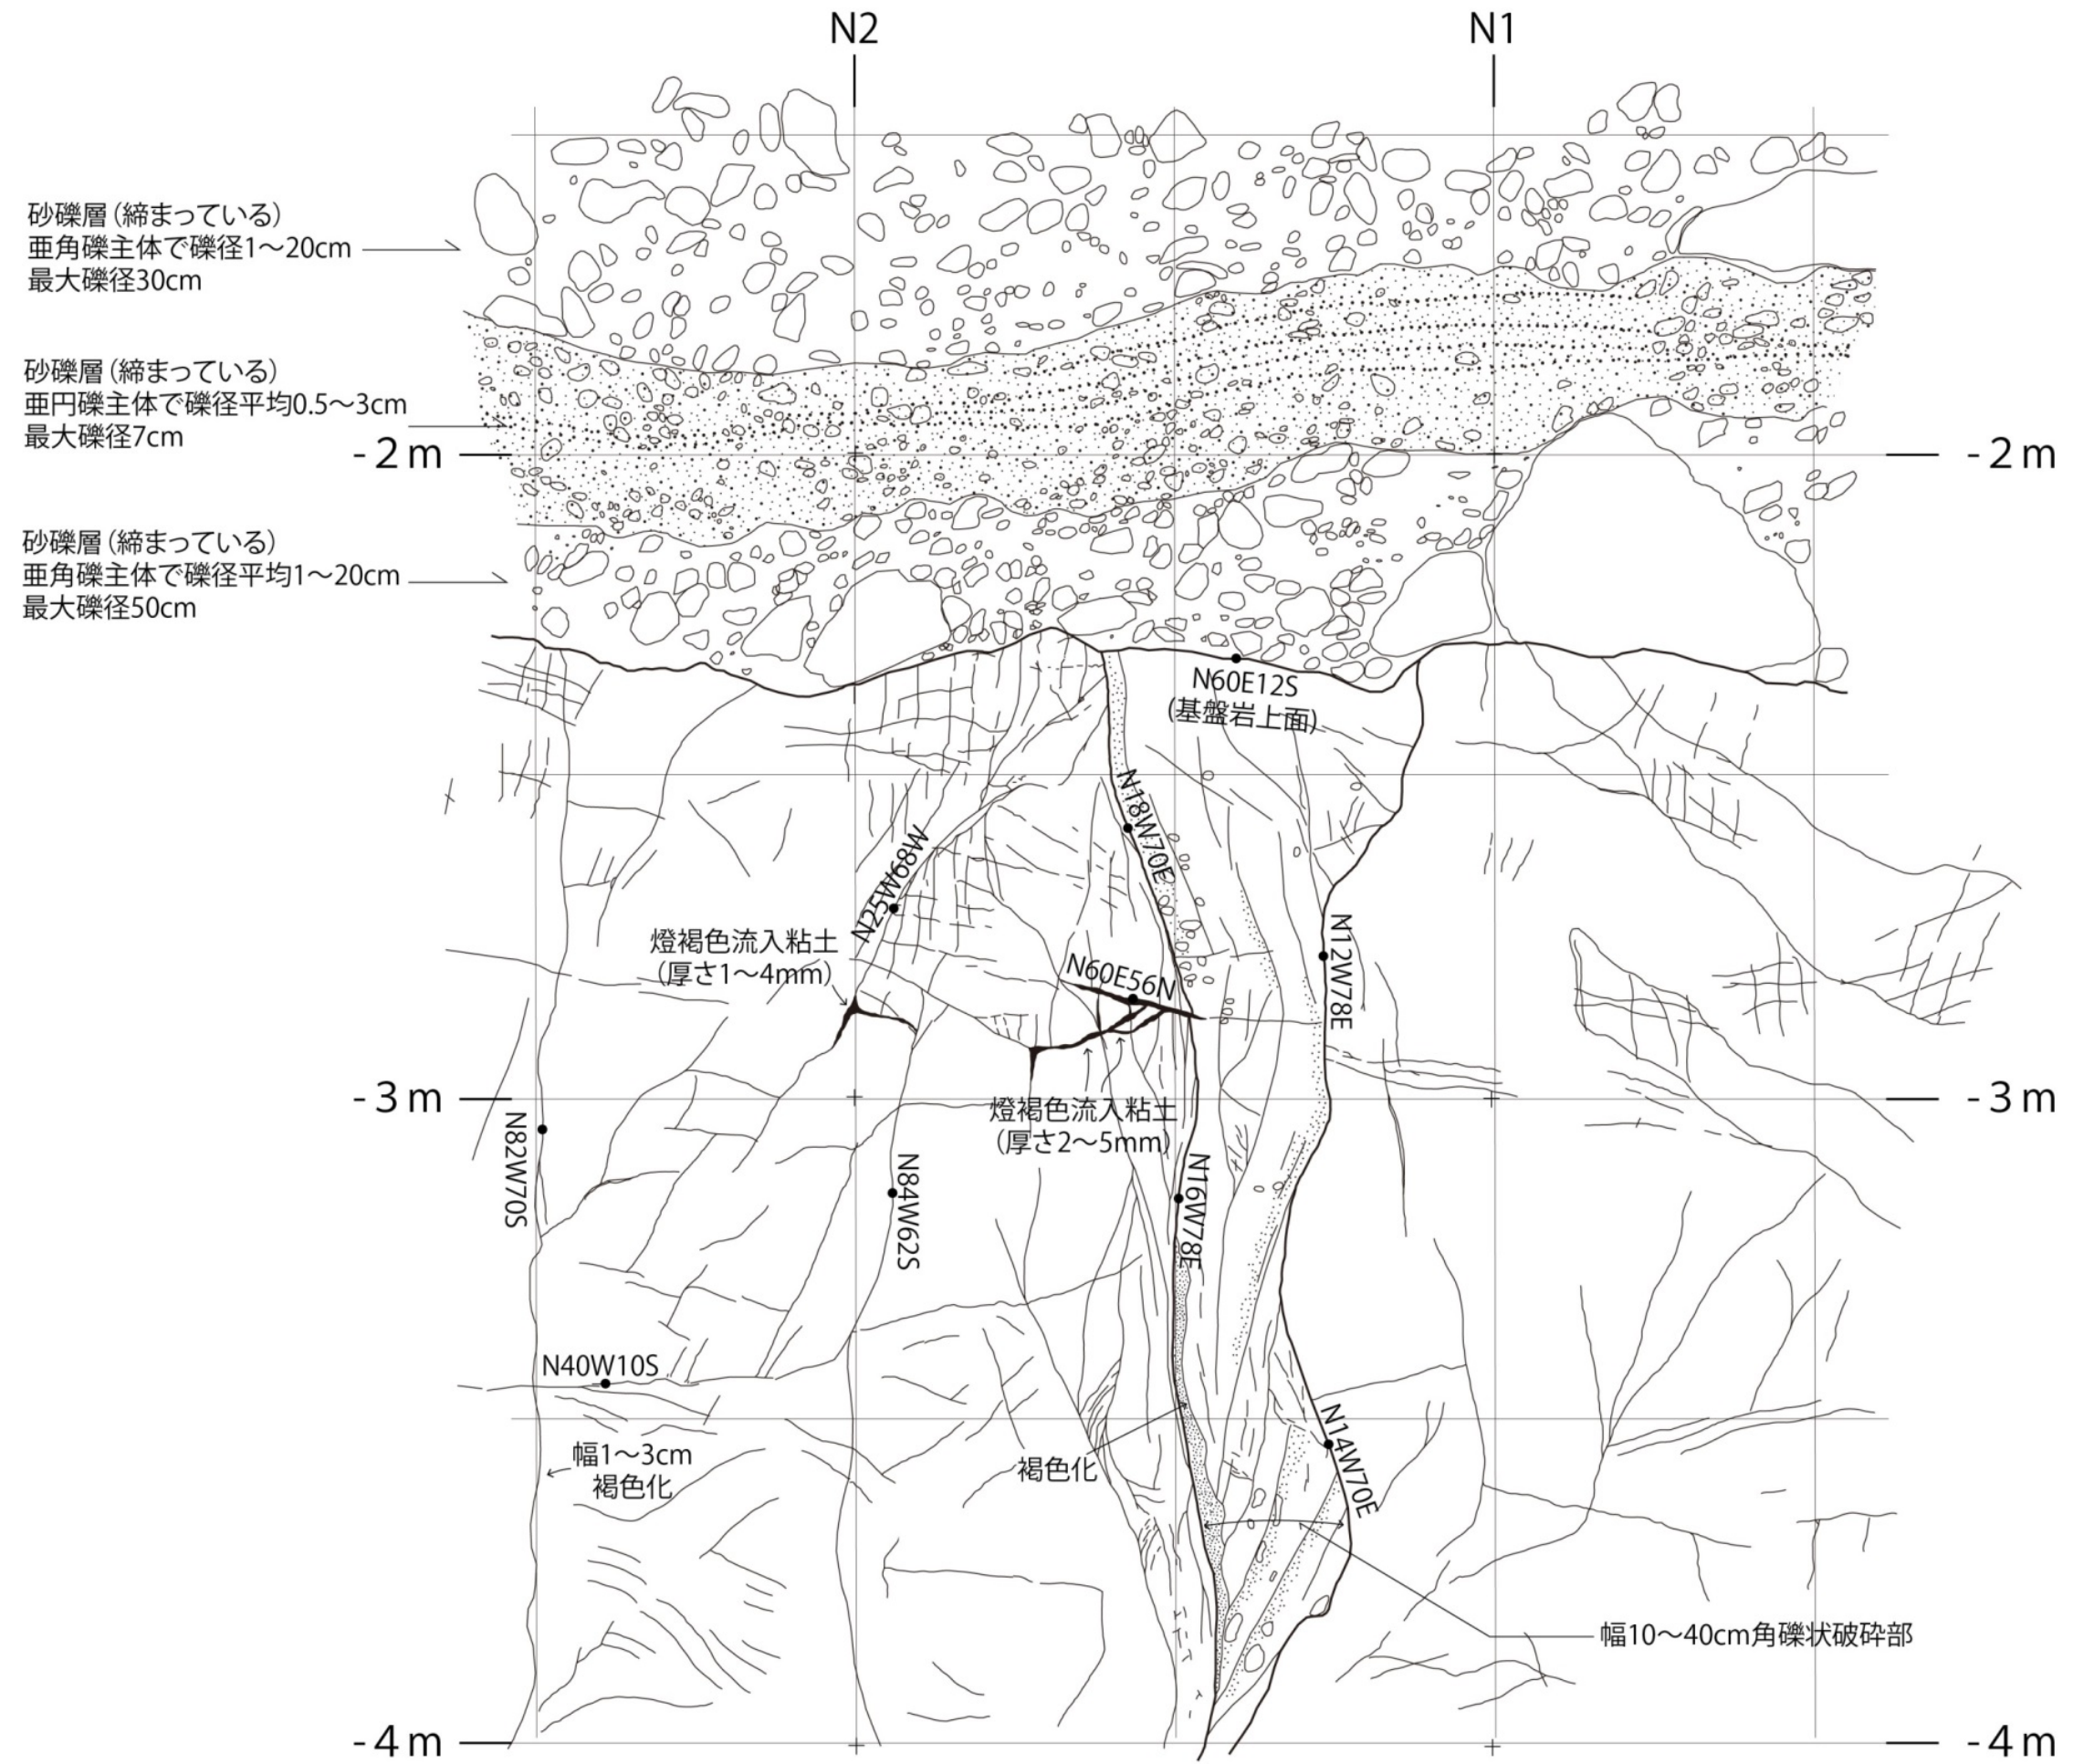 N2
N1
砂礫層（締まっている）
亜角礫主体で礫径1～20cm
最大礫径30cm
砂礫層（締まっている）
亜円礫主体で礫径平均0.5～3cm
最大礫径7cm
-2m
-2m
砂礫層（締まっている）
亜角礫主体で礫径平均1～20cm
最大礫径50cm
N60E12S
(基盤岩上面)
N18W70E
N25W68W
燈褐色流入粘土
（厚さ1～4mm）
N60E56N
N12W78E
-3m
-3m
燈褐色流入粘土
（厚さ2～5mm）
N82W70S
N84W62S
N16W78E
N40W10S
N14W70E
幅1～3cm
褐色化
褐色化
幅10～40cm角礫状破砕部
-4m
-4m